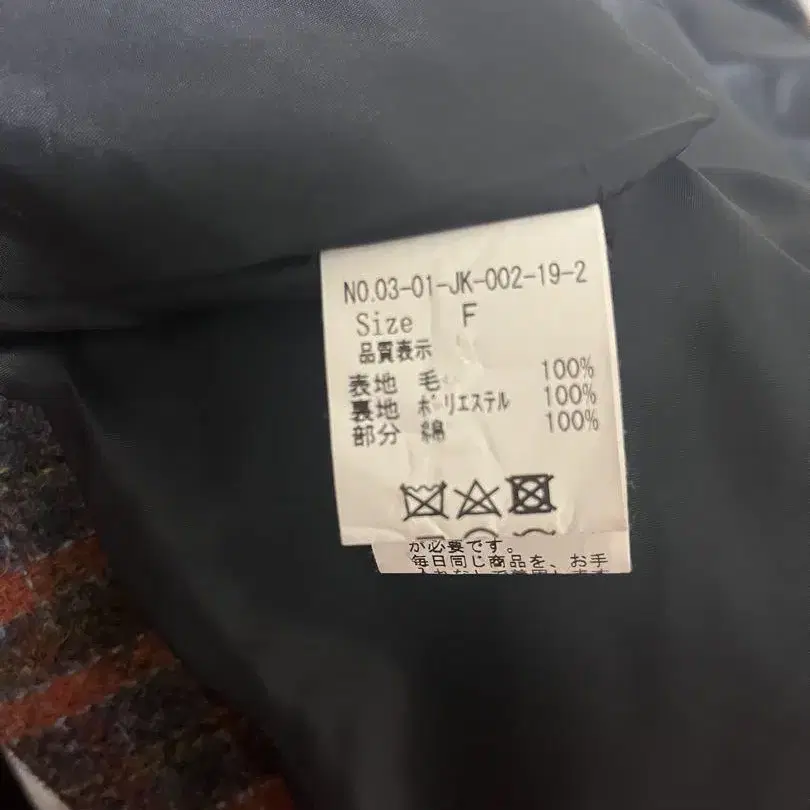 NO.03-01-JK-002-19-2
Size F
品質表示
表地 毛 100%
裏地 ポリエステル 100%
部分 綿 100%
が必要です。
毎日同じ商品を、お手